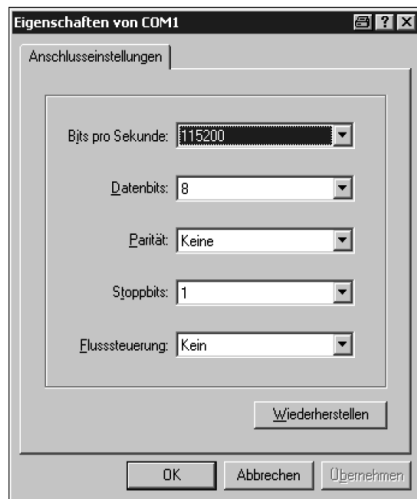 Eigenschaften von COM1
Anschlusseinstellungen
Bits pro Sekunde: 115200
Datenbits: 8
Parität: Keine
Stoppbits: 1
Flusssteuerung: Kein
Wiederherstellen
OK Abbrechen Übernehmen